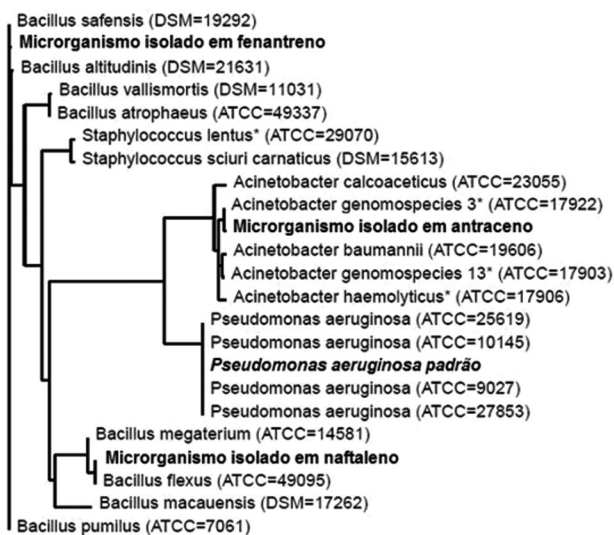 Bacillus safensis (DSM=19292)
Microrganismo isolado em fenantreno
Bacillus altitudinis (DSM=21631)
Bacillus vallismortis (DSM=11031)
Bacillus atrophaeus (ATCC=49337)
Staphylococcus lentus* (ATCC=29070)
Staphylococcus sciuri carnaticus (DSM=15613)
Acinetobacter calcoaceticus (ATCC=23055)
Acinetobacter genomospecies 3* (ATCC=17922)
Microrganismo isolado em antraceno
Acinetobacter baumannii (ATCC=19606)
Acinetobacter genomospecies 13* (ATCC=17903)
Acinetobacter haemolyticus* (ATCC=17906)
Pseudomonas aeruginosa (ATCC=25619)
Pseudomonas aeruginosa (ATCC=10145)
Pseudomonas aeruginosa padrão
Pseudomonas aeruginosa (ATCC=9027)
Pseudomonas aeruginosa (ATCC=27853)
Bacillus megaterium (ATCC=14581)
Microrganismo isolado em naftaleno
Bacillus flexus (ATCC=49095)
Bacillus macauensis (DSM=17262)
Bacillus pumilus (ATCC=7061)